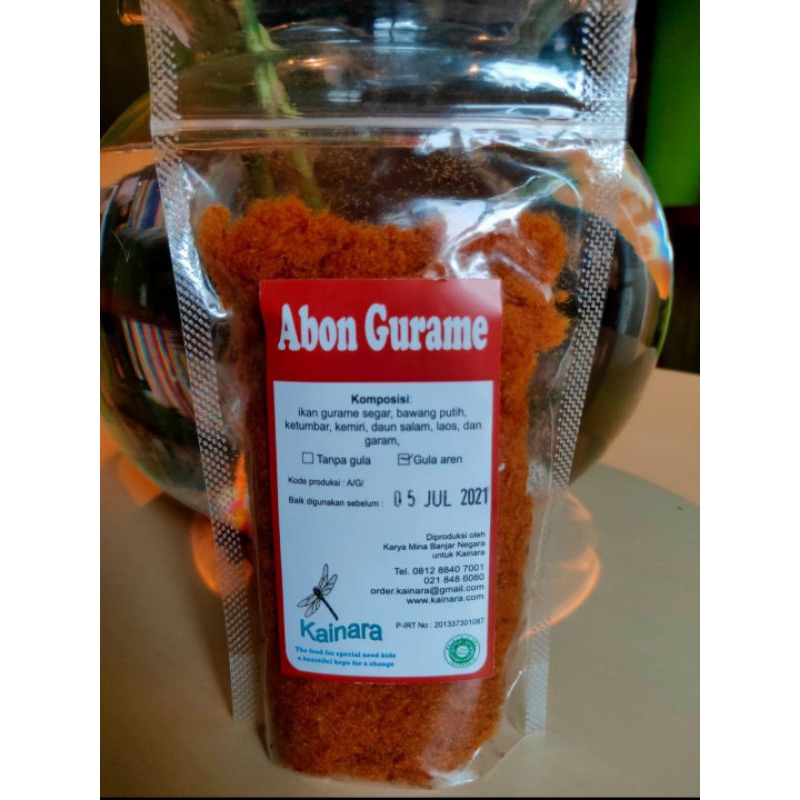 Abon Gurame
Komposisi:
ikan gurame segar, bawang putih,
ketumbar, kemiri, daun salam, laos, dan
garam,
Tanpa gula Gula aren
Kode produksi : A/G/
Baik digunakan sebelum : 05 JUL 2021
Diproduksi oleh
Karya Mina Banjar Negara
untuk Kainara
Tel. 0812 8840 7001
021 848 6080
order.kainara@gmail.com
www.kainara.com
P-IRT No : 201337301087
Kainara
The food for special need kids
a beautiful hope for a change